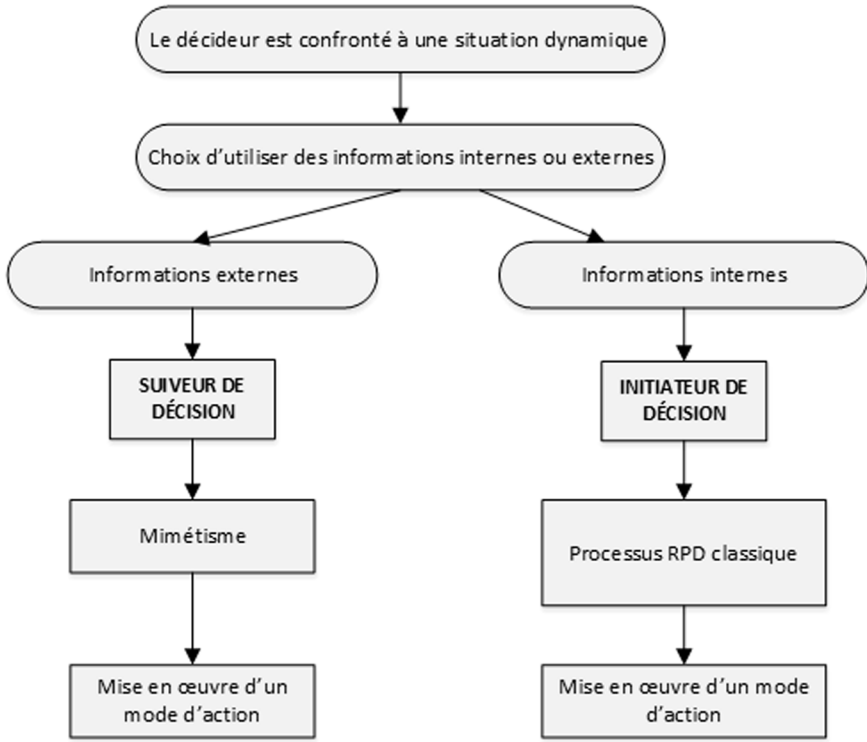 Le décideur est confronté à une situation dynamique
Choix d’utiliser des informations internes ou externes
Informations externes
Informations internes
SUIVEUR DE
DÉCISION
INITIATEUR DE
DÉCISION
Mimétisme
Processus RPD classique
Mise en œuvre d’un
mode d’action
Mise en œuvre d’un mode
d’action